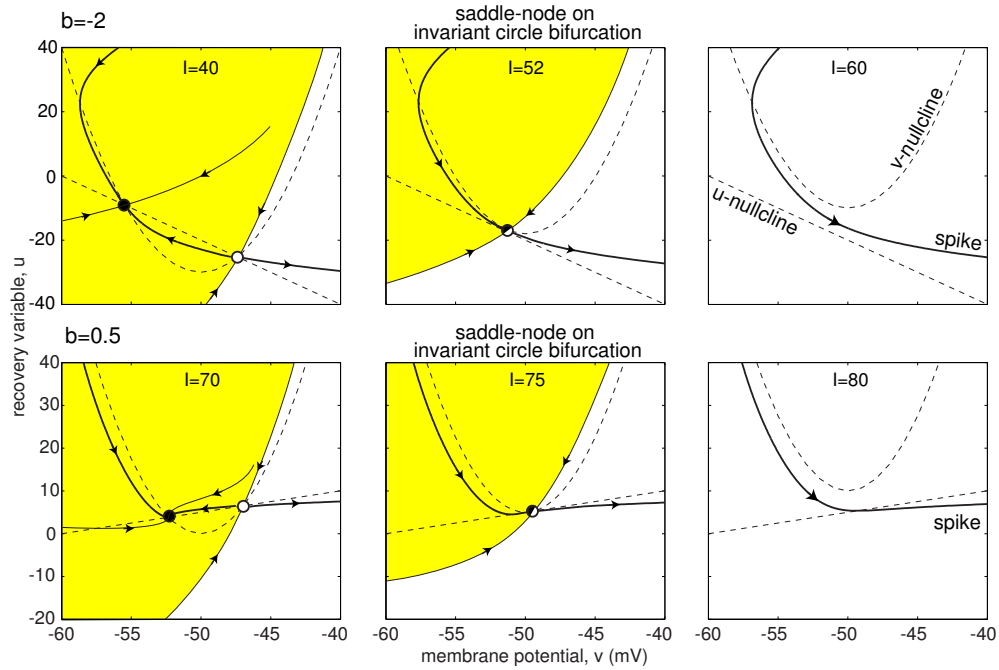 b=-2
saddle-node on
invariant circle bifurcation
I=40
I=52
I=60
v-nullcline
u-nullcline
spike
40
20
0
-20
-40
b=0.5
saddle-node on
invariant circle bifurcation
I=70
I=75
I=80
spike
40
30
20
10
0
-10
-20
recovery variable, u
-60 -55 -50 -45 -40
-60 -55 -50 -45 -40
-60 -55 -50 -45 -40
membrane potential, v (mV)